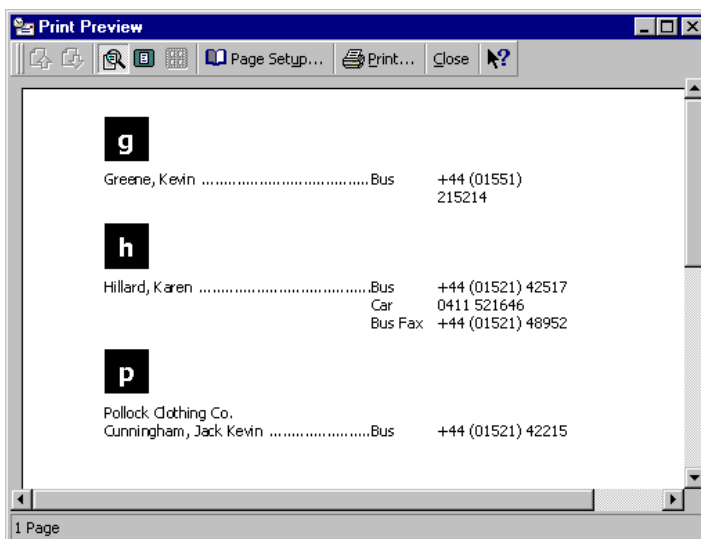 Print Preview
Page Setup... Print... Close
g
Greene, Kevin ........................................Bus +44 (01551)
215214
h
Hillard, Karen ........................................Bus +44 (01521) 42517
Car 0411 521646
Bus Fax +44 (01521) 48952
p
Pollock Clothing Co.
Cunningham, Jack Kevin ........................Bus +44 (01521) 42215
1 Page